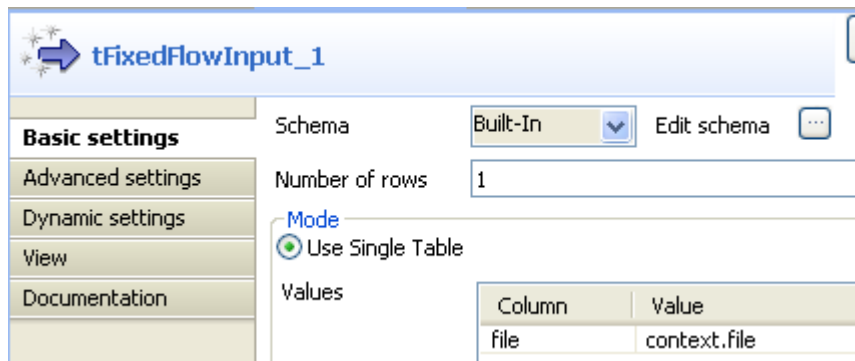 tFixedFlowInput_1
Basic settings
Advanced settings
Dynamic settings
View
Documentation
Schema Built-In Edit schema ...
Number of rows 1
Mode
Use Single Table
Values
Column Value
file context.file